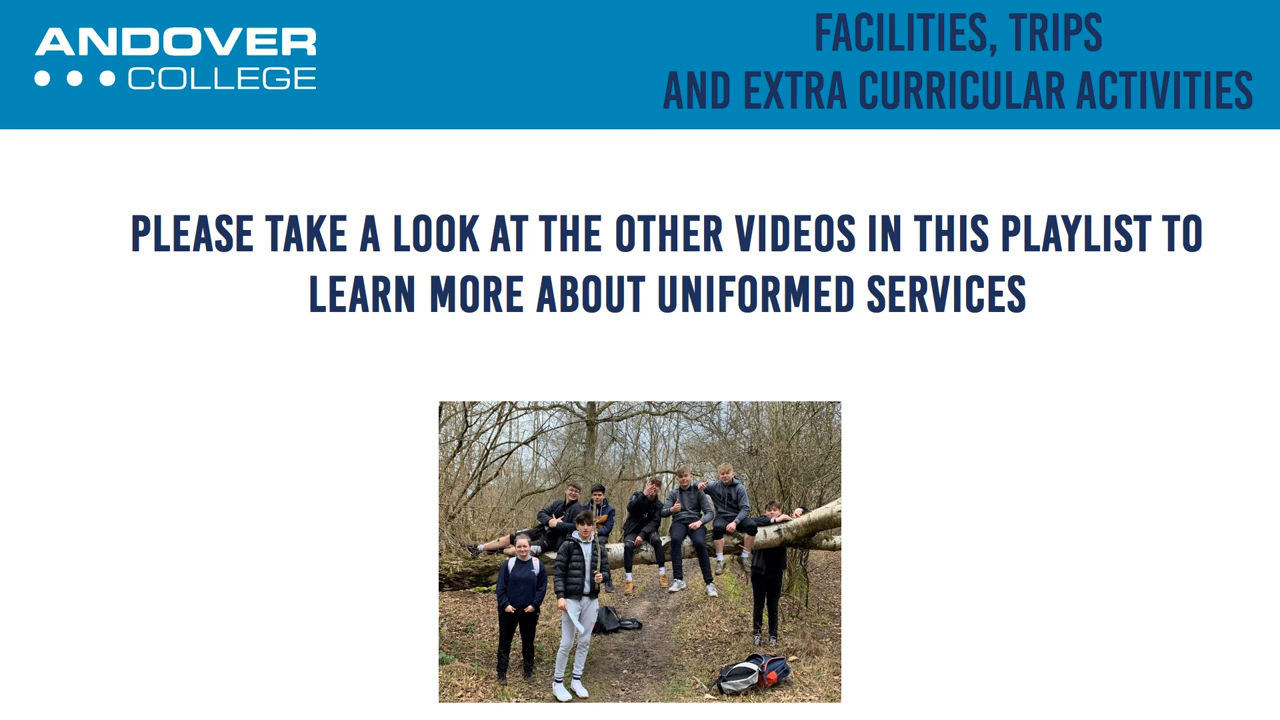 ANDOVER
COLLEGE
FACILITIES, TRIPS
AND EXTRA CURRICULAR ACTIVITIES
PLEASE TAKE A LOOK AT THE OTHER VIDEOS IN THIS PLAYLIST TO
LEARN MORE ABOUT UNIFORMED SERVICES